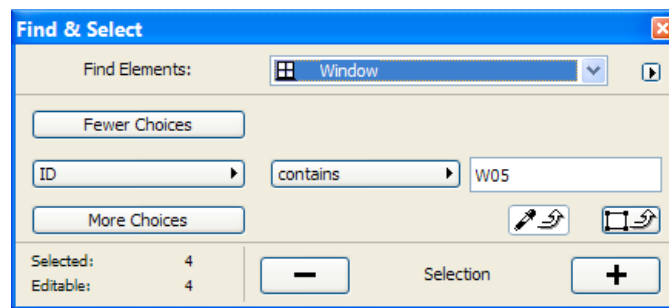 Find & Select
Find Elements:
Window
Fewer Choices
ID
contains
W05
More Choices
Selected: 4
Editable: 4
Selection